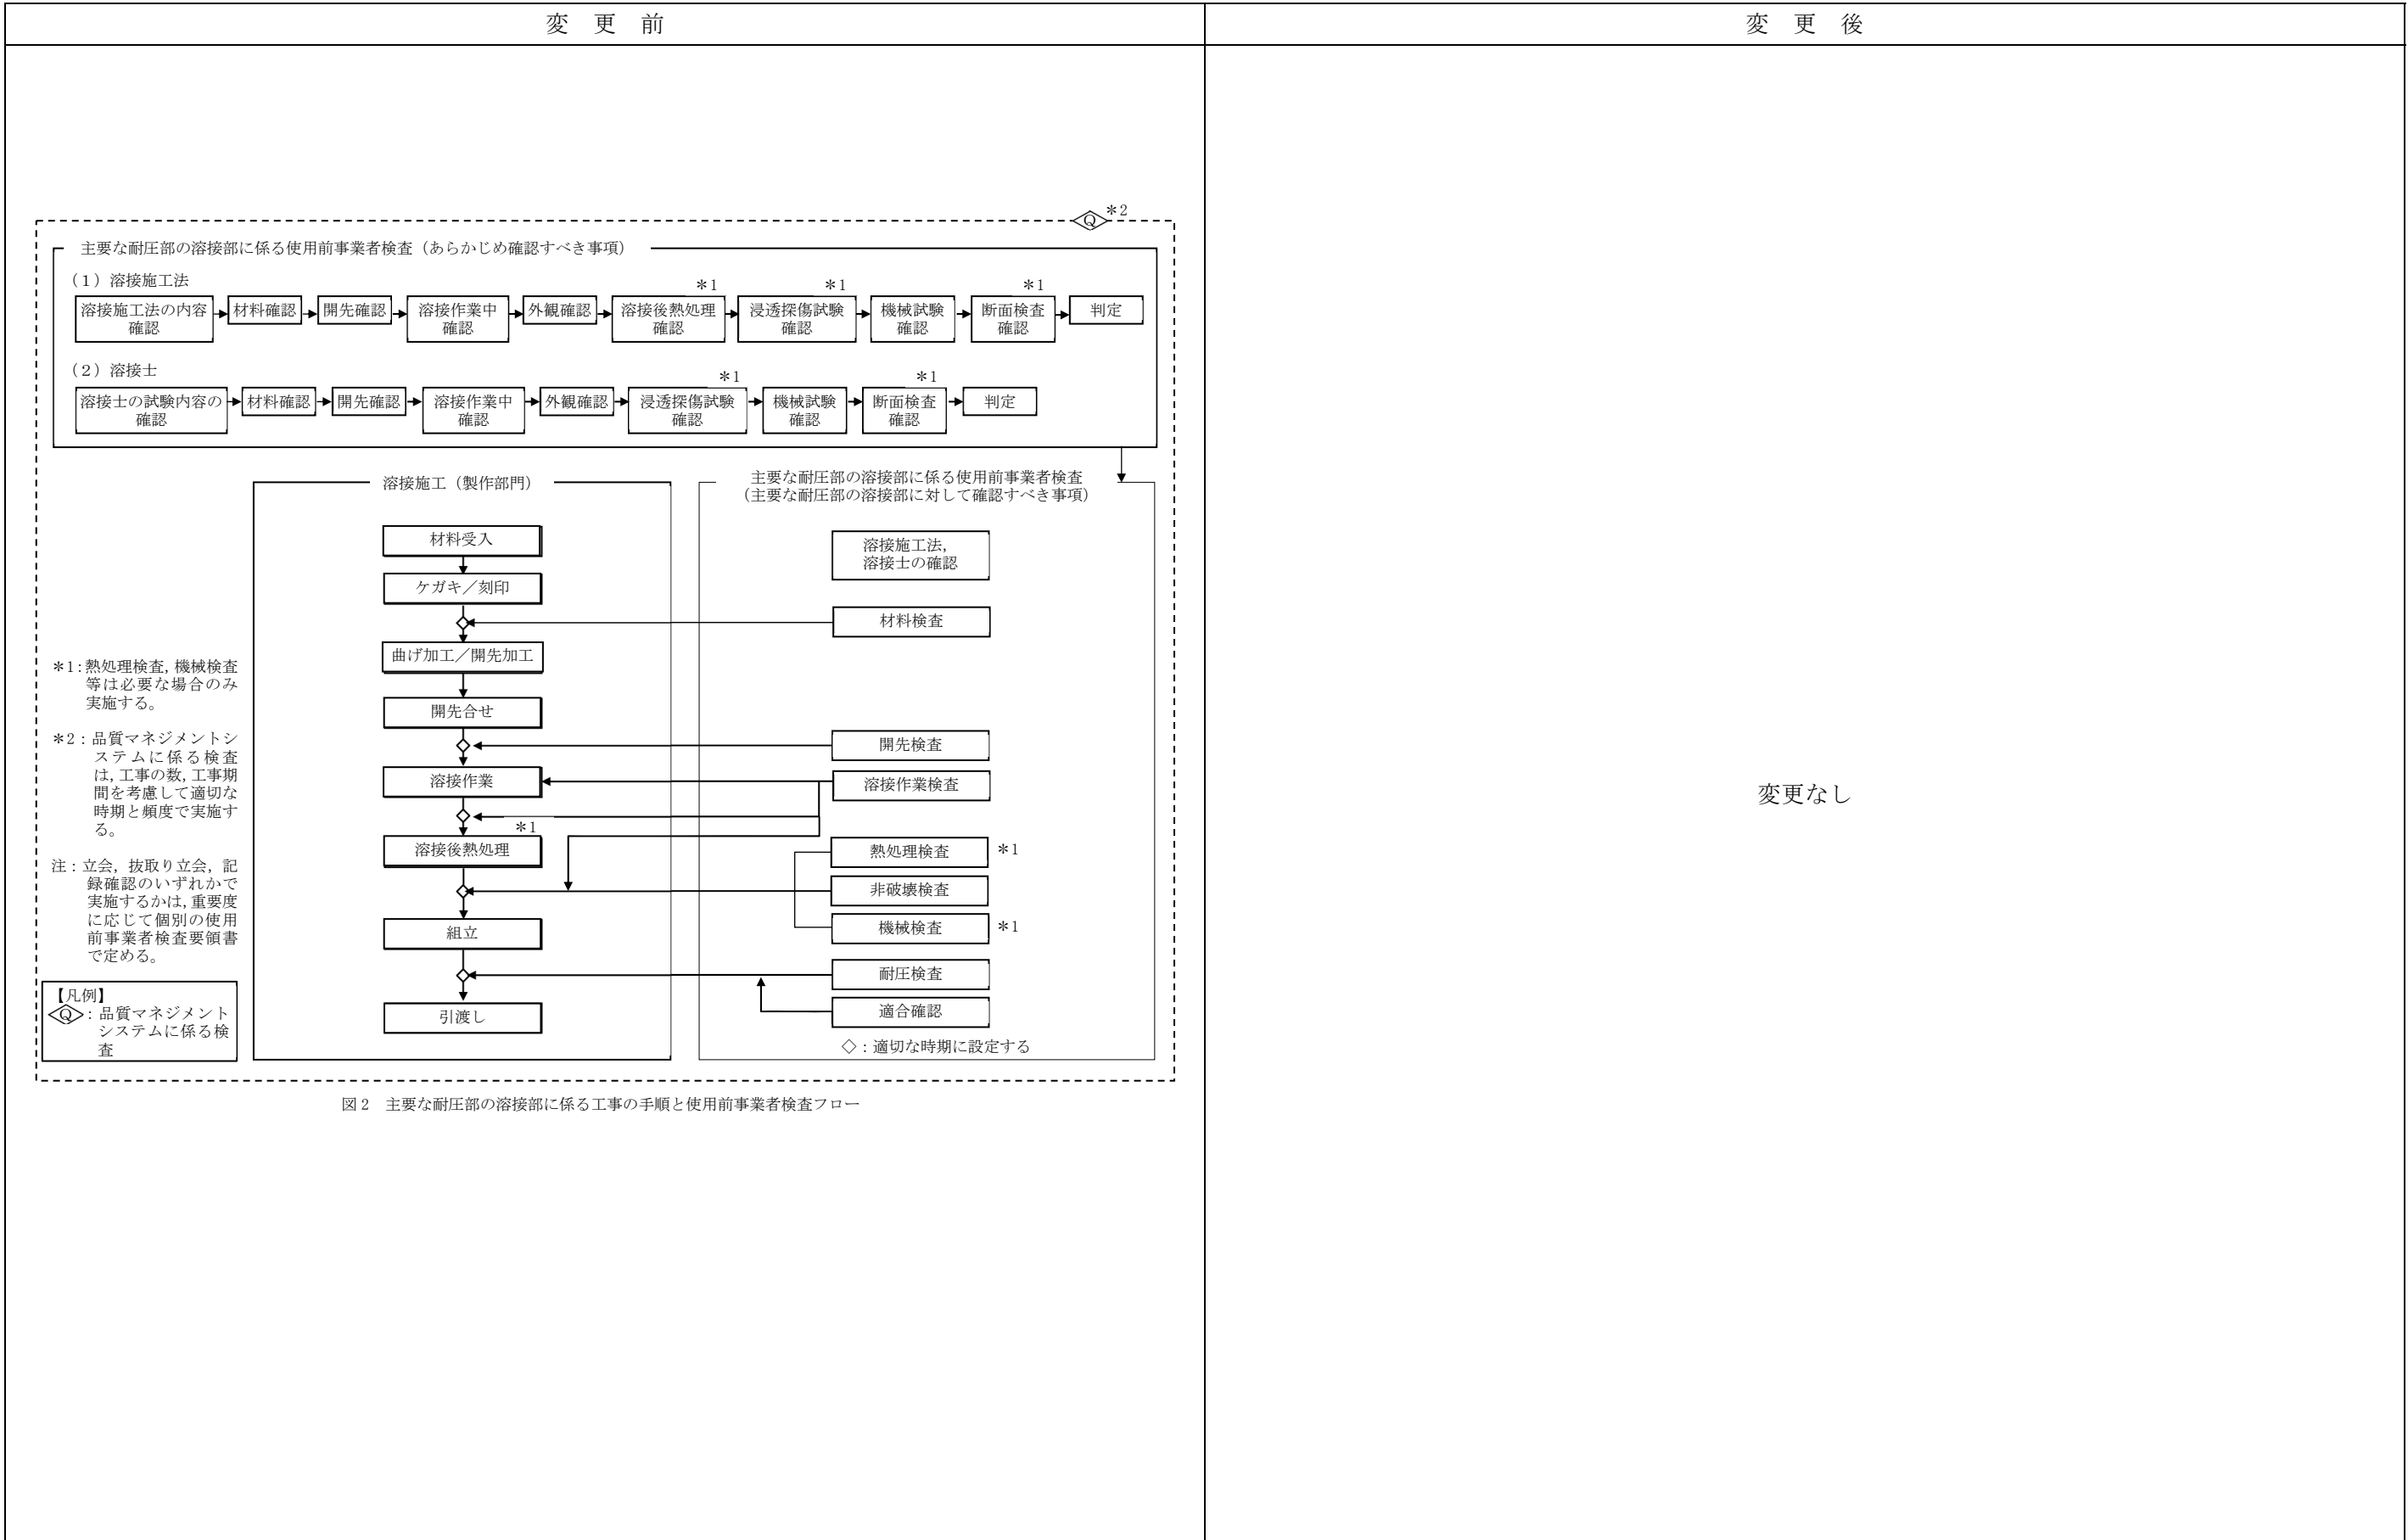 変 更 前
変 更 後
Q
＊2
主要な耐圧部の溶接部に係る使用前事業者検査（あらかじめ確認すべき事項）
（１）溶接施工法
＊1
＊1
＊1
溶接施工法の内容
確認
材料確認
開先確認
溶接作業中
確認
外観確認
溶接後熱処理
確認
浸透探傷試験
確認
機械試験
確認
断面検査
確認
判定
（２）溶接士
＊1
＊1
溶接士の試験内容の
確認
材料確認
開先確認
溶接作業中
確認
外観確認
浸透探傷試験
確認
機械試験
確認
断面検査
確認
判定
溶接施工（製作部門）
材料受入
ケガキ／刻印
曲げ加工／開先加工
開先合せ
溶接作業
＊1
溶接後熱処理
組立
引渡し
主要な耐圧部の溶接部に係る使用前事業者検査
（主要な耐圧部の溶接部に対して確認すべき事項）
溶接施工法，
溶接士の確認
材料検査
開先検査
溶接作業検査
熱処理検査 ＊1
非破壊検査
機械検査 ＊1
耐圧検査
適合確認
◇：適切な時期に設定する
＊1：熱処理検査，機械検査
等は必要な場合のみ
実施する。
＊2：品質マネジメントシ
ステムに係る検査
は，工事の数，工事期
間を考慮して適切な
時期と頻度で実施す
る。
注：立会，抜取り立会，記
録確認のいずれかで
実施するかは，重要度
に応じて個別の使用
前事業者検査要領書
で定める。
【凡例】
Q：品質マネジメント
システムに係る検
査
図２ 主要な耐圧部の溶接部に係る工事の手順と使用前事業者検査フロー
変更なし